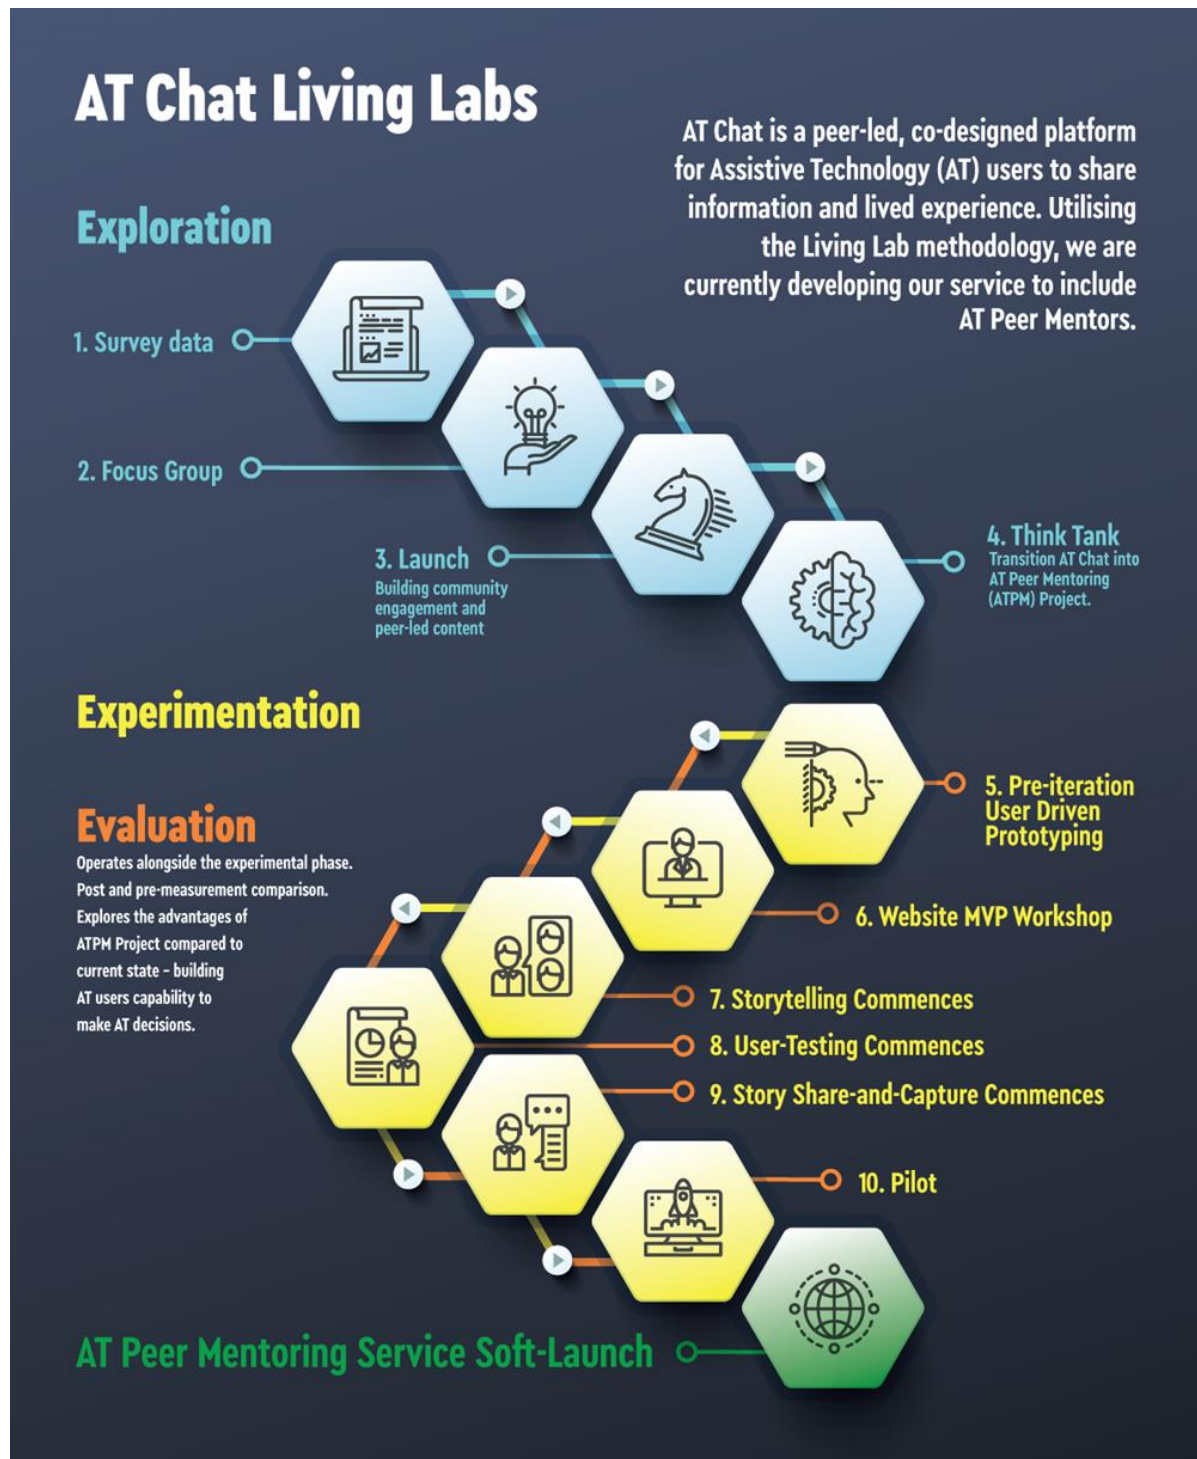 AT Chat Living Labs
AT Chat is a peer-led, co-designed platform
for Assistive Technology (AT) users to share
information and lived experience. Utilising
the Living Lab methodology, we are
currently developing our service to include
AT Peer Mentors.
Exploration
1. Survey data
2. Focus Group
3. Launch
Building community
engagement and
peer-led content
4. Think Tank
Transition AT Chat into
AT Peer Mentoring
(ATPM) Project.
Experimentation
Evaluation
Operates alongside the experimental phase.
Post and pre-measurement comparison.
Explores the advantages of
ATPM Project compared to
current state – building
AT users capability to
make AT decisions.
5. Pre-iteration
User Driven
Prototyping
6. Website MVP Workshop
7. Storytelling Commences
8. User-Testing Commences
9. Story Share-and-Capture Commences
10. Pilot
AT Peer Mentoring Service Soft-Launch